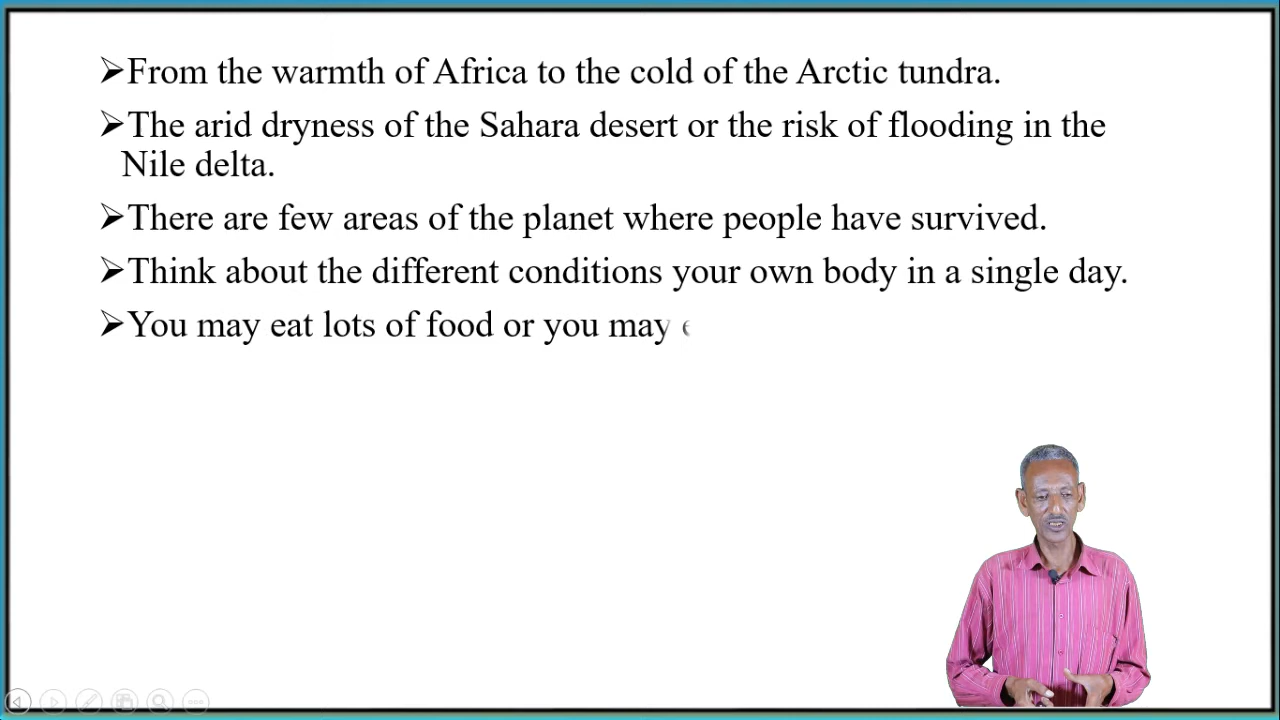 ➢From the warmth of Africa to the cold of the Arctic tundra.
➢The arid dryness of the Sahara desert or the risk of flooding in the
Nile delta.
➢There are few areas of the planet where people have survived.
➢Think about the different conditions your own body in a single day.
➢You may eat lots of food or you may